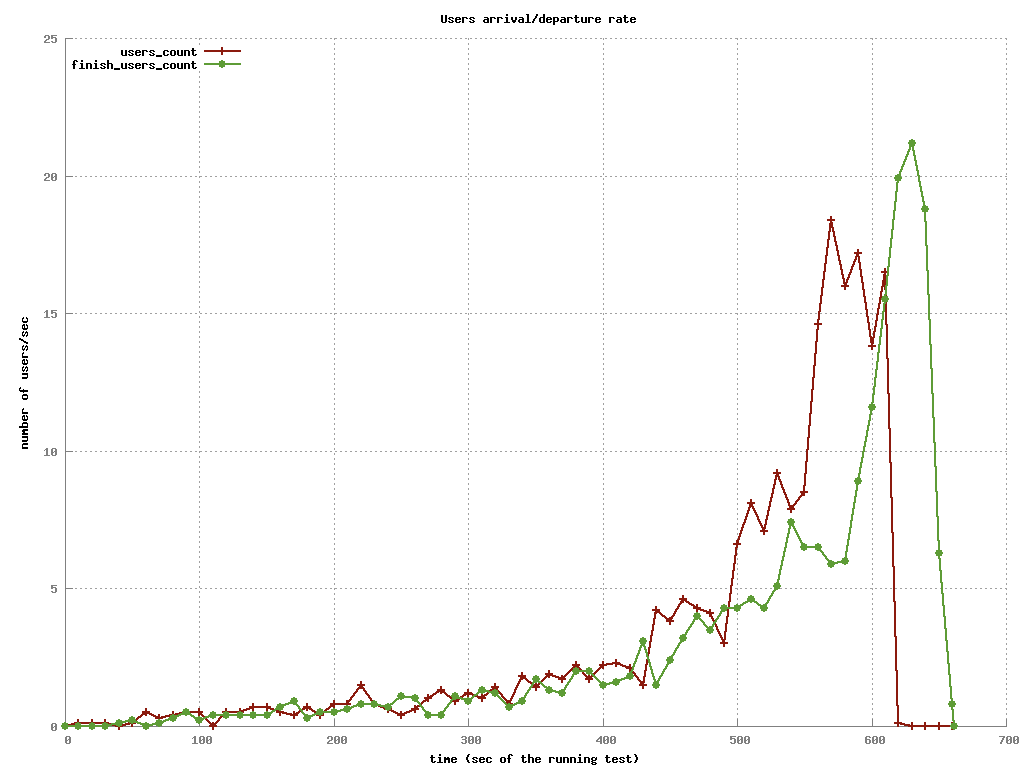 Users arrival/departure rate
25
users_count
finish_users_count
20
15
number of users/sec
10
5
0
0 100 200 300 400 500 600 700
time (sec of the running test)